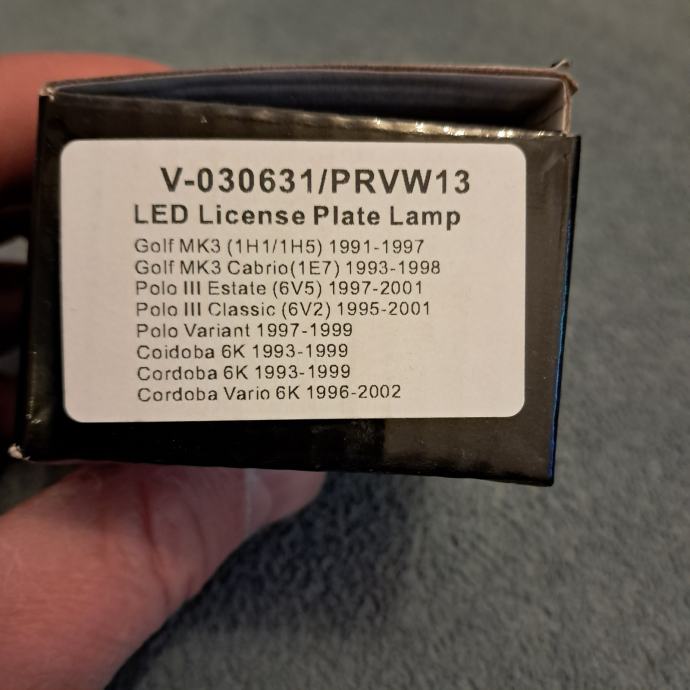 V-030631/PRVW13
LED License Plate Lamp
Golf MK3 (1H1/1H5) 1991-1997
Golf MK3 Cabrio(1E7) 1993-1998
Polo III Estate (6V5) 1997-2001
Polo III Classic (6V2) 1995-2001
Polo Variant 1997-1999
Coidoba 6K 1993-1999
Cordoba 6K 1993-1999
Cordoba Vario 6K 1996-2002